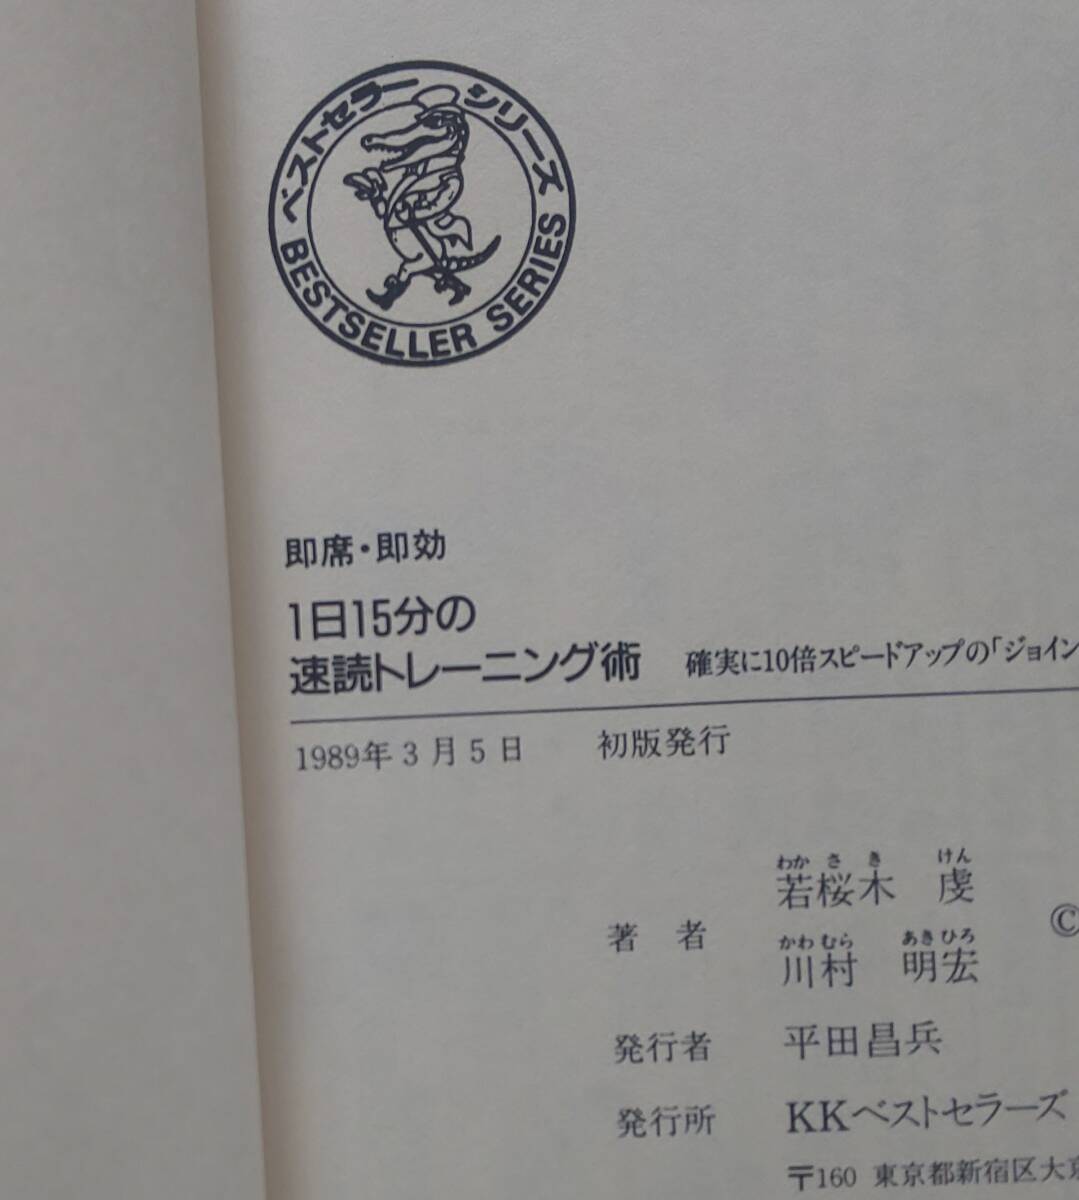 ベストセラーシリーズ
BESTSELLER SERIES
即席・即効
1日15分の
速読トレーニング術 確実に10倍スピードアップの「ジョイン
1989年3月5日 初版発行
わか さ き けん
著者 若桜木 虔
©
かわ むら あき ひろ
川村 明宏
発行者 平田昌兵
発行所 KKベストセラーズ
〒160 東京都新宿区大京